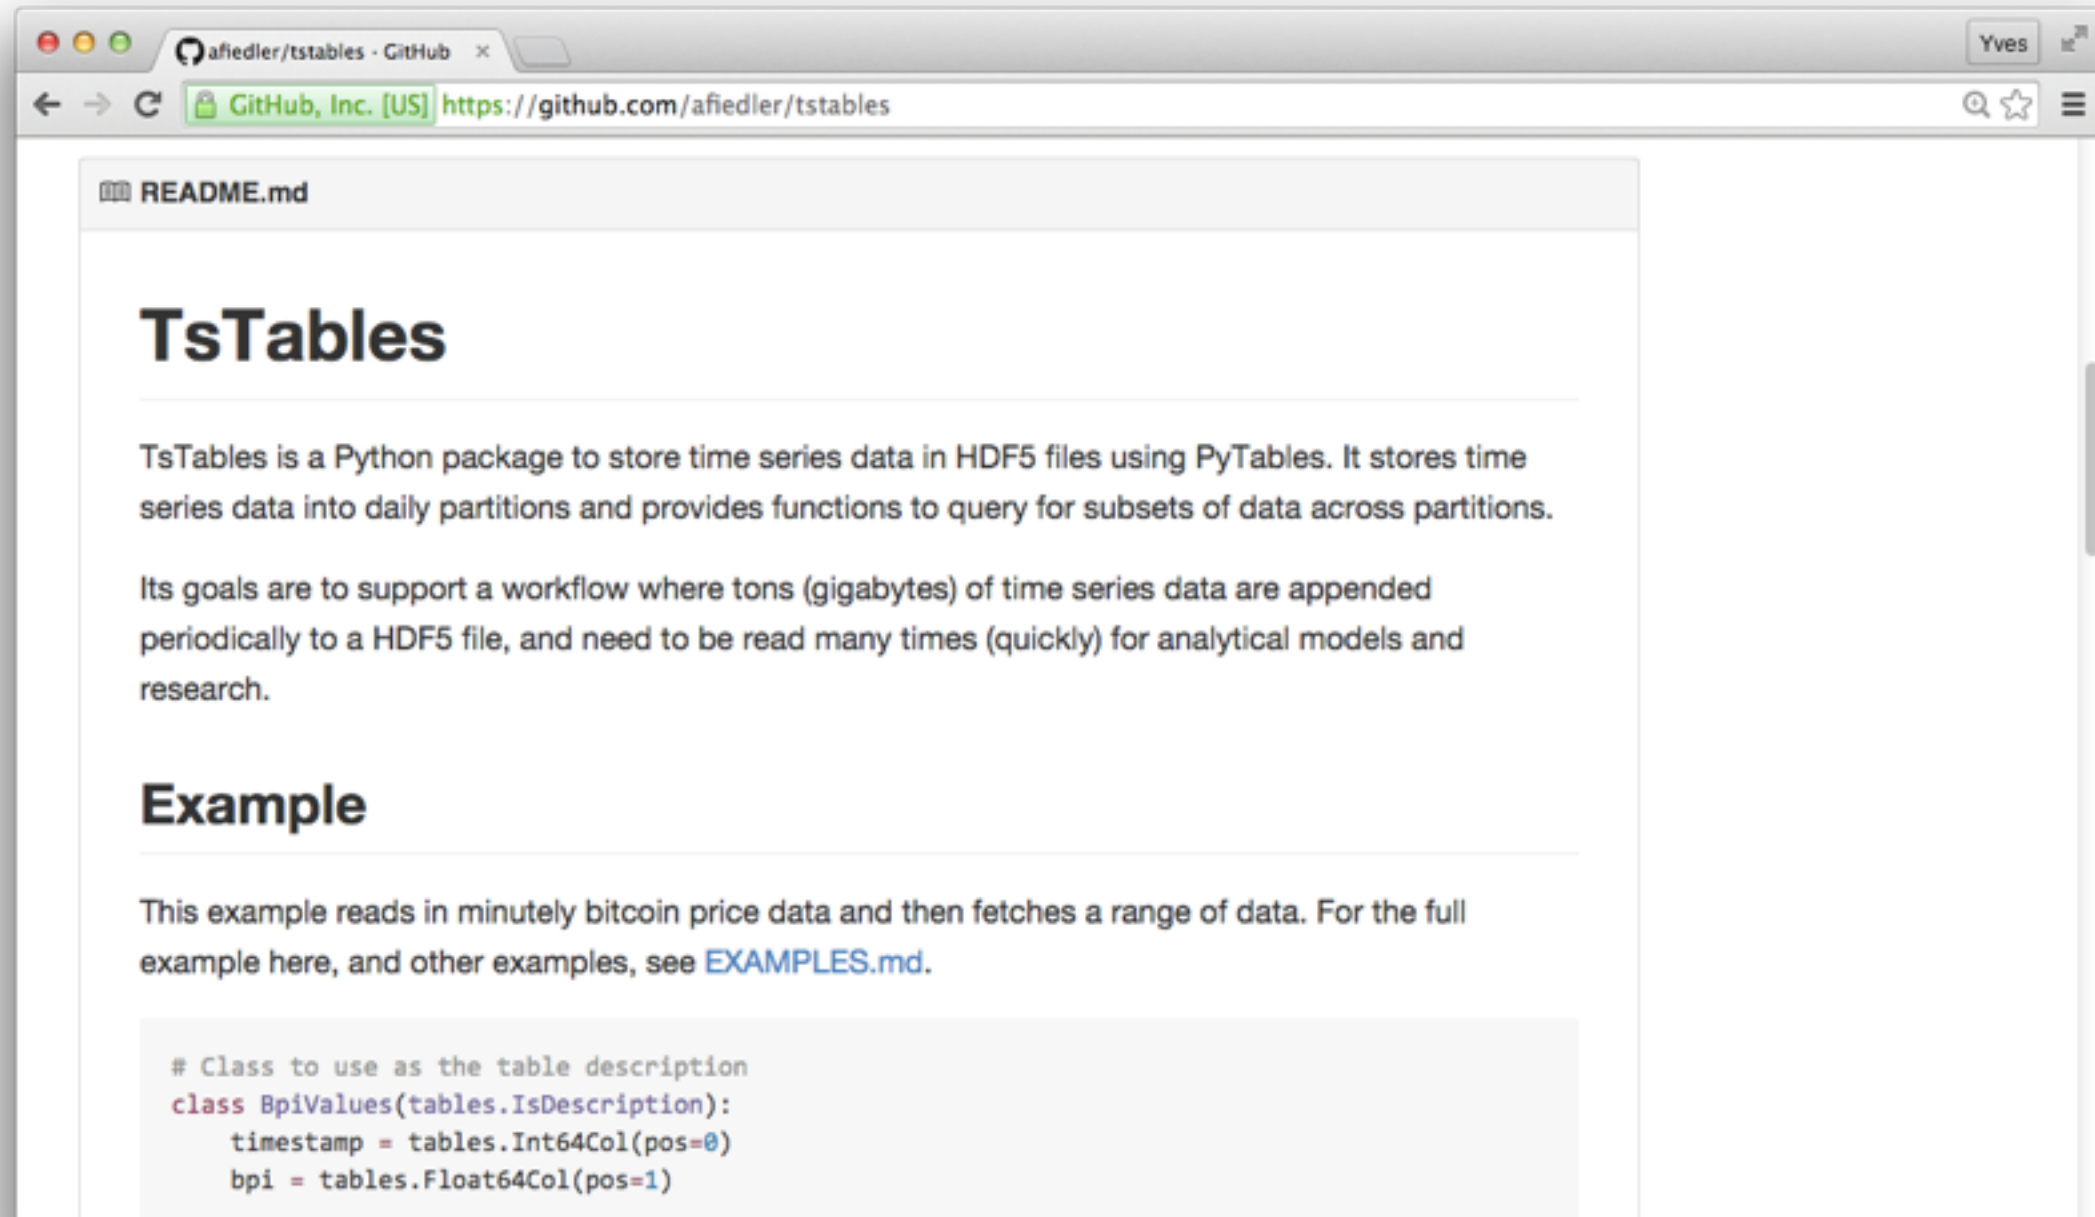 afiedler/tstables - GitHub ×
Yves
GitHub, Inc. [US] https://github.com/afiedler/tstables
README.md
TsTables
TsTables is a Python package to store time series data in HDF5 files using PyTables. It stores time
series data into daily partitions and provides functions to query for subsets of data across partitions.
Its goals are to support a workflow where tons (gigabytes) of time series data are appended
periodically to a HDF5 file, and need to be read many times (quickly) for analytical models and
research.
Example
This example reads in minutely bitcoin price data and then fetches a range of data. For the full
example here, and other examples, see EXAMPLES.md.
# Class to use as the table description
class BpiValues(tables.IsDescription):
    timestamp = tables.Int64Col(pos=0)
    bpi = tables.Float64Col(pos=1)